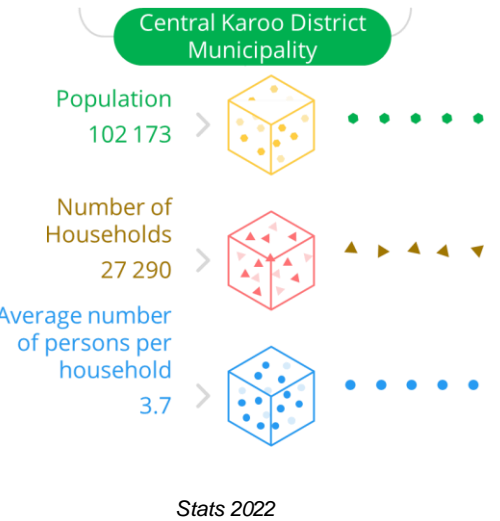 Central Karoo District
Municipality
Population
102 173
Number of
Households
27 290
Average number
of persons per
household
3.7
Stats 2022